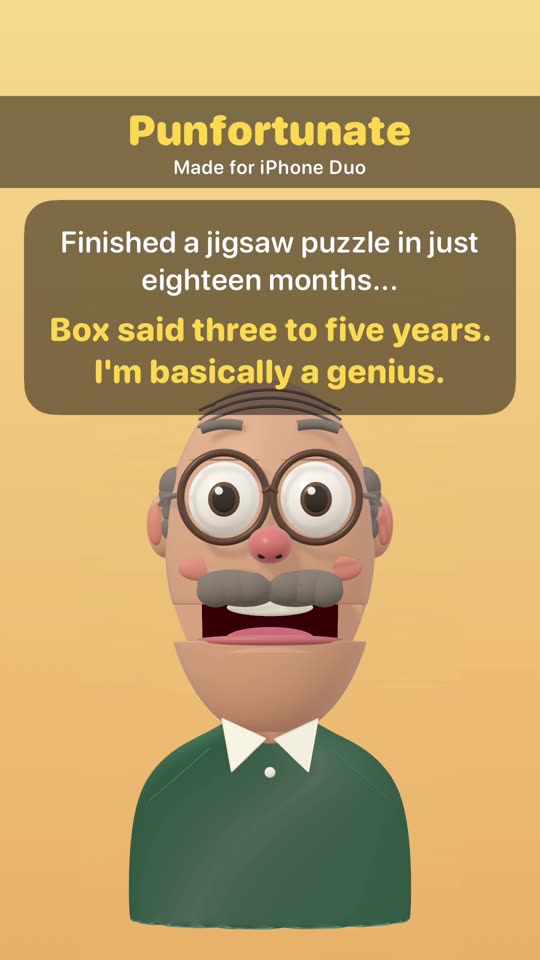 Punfortunate
Made for iPhone Duo
Finished a jigsaw puzzle in just
eighteen months...
Box said three to five years.
I'm basically a genius.